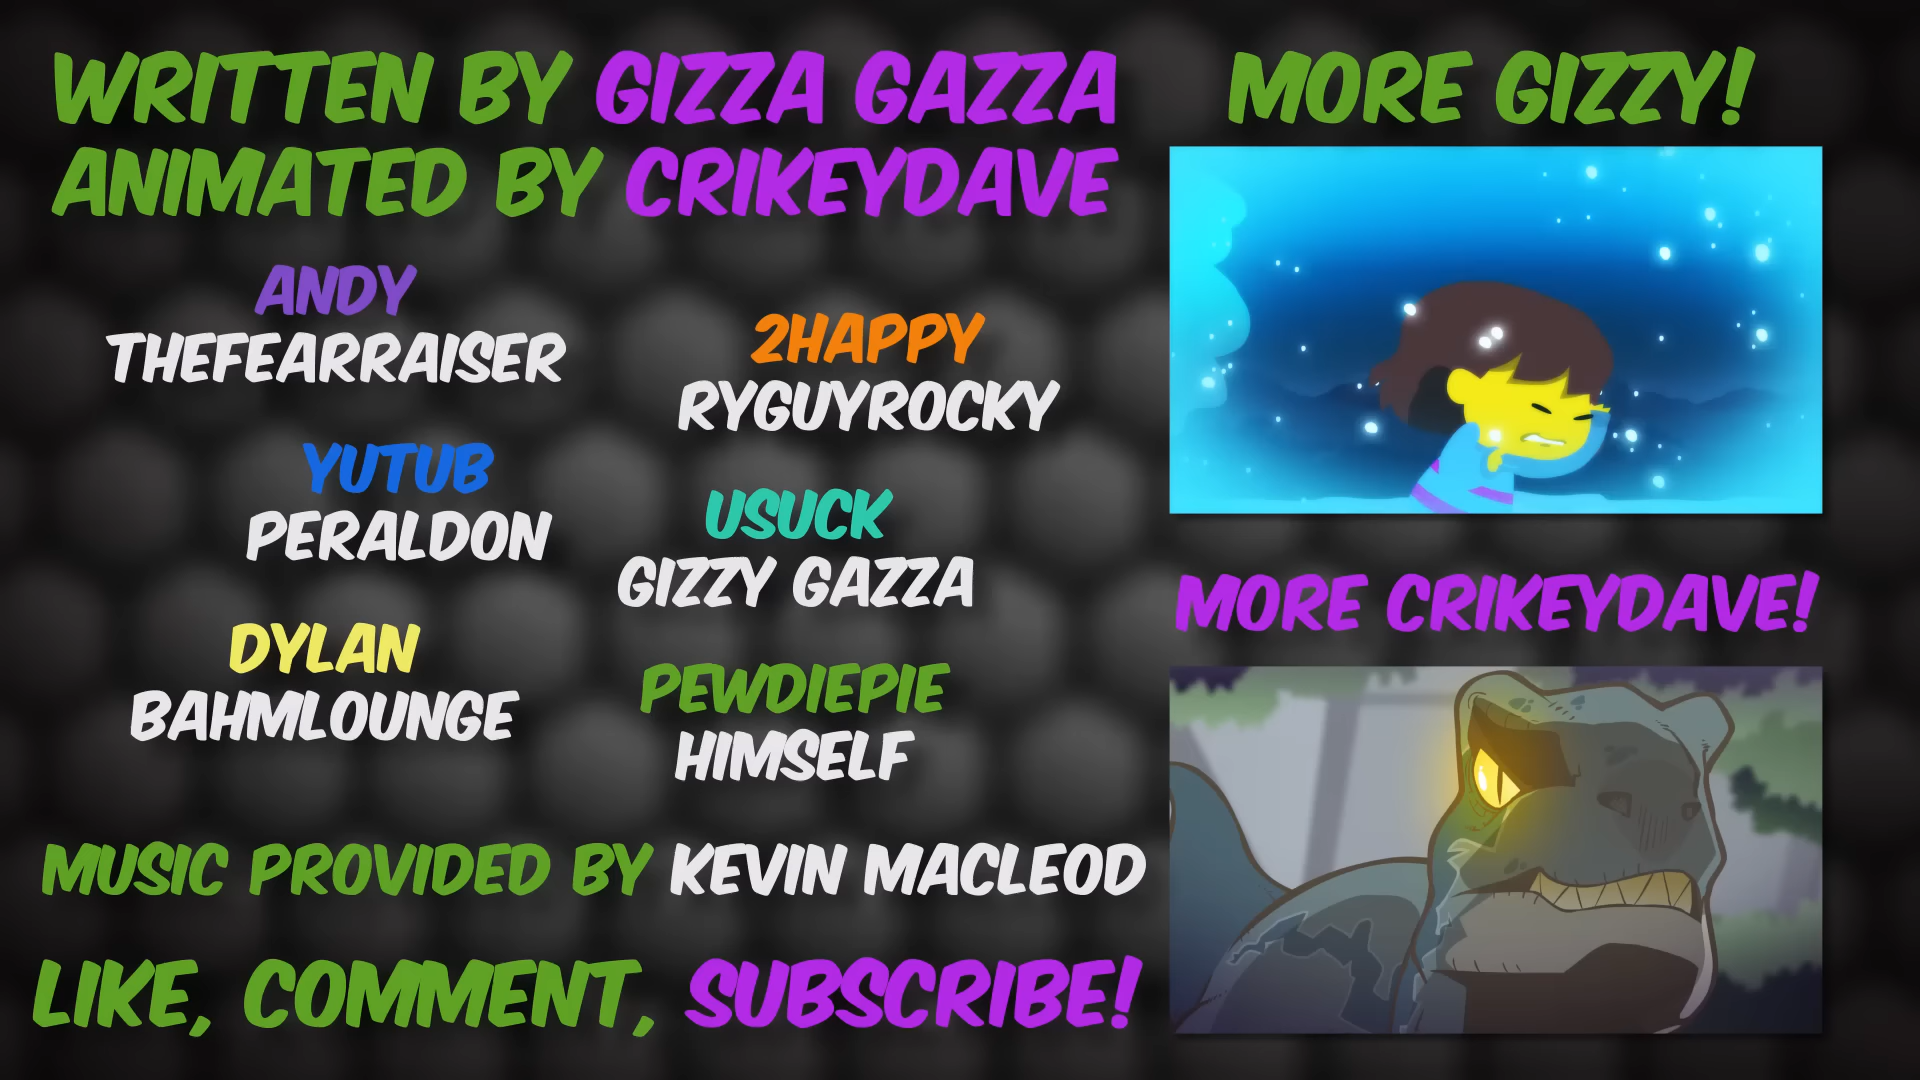 WRITTEN BY GIZZA GAZZA
ANIMATED BY CRIKEYDAVE
ANDY
THEFEARRAISER
YUTUB
PERALDON
DYLAN
BAHMLOUNGE
2HAPPY
RYGUYROCKY
USUCK
GIZZY GAZZA
PEWDIEPIE
HIMSELF
MUSIC PROVIDED BY KEVIN MACLEOD
LIKE, COMMENT, SUBSCRIBE!
MORE GIZZY!
MORE CRIKEYDAVE!